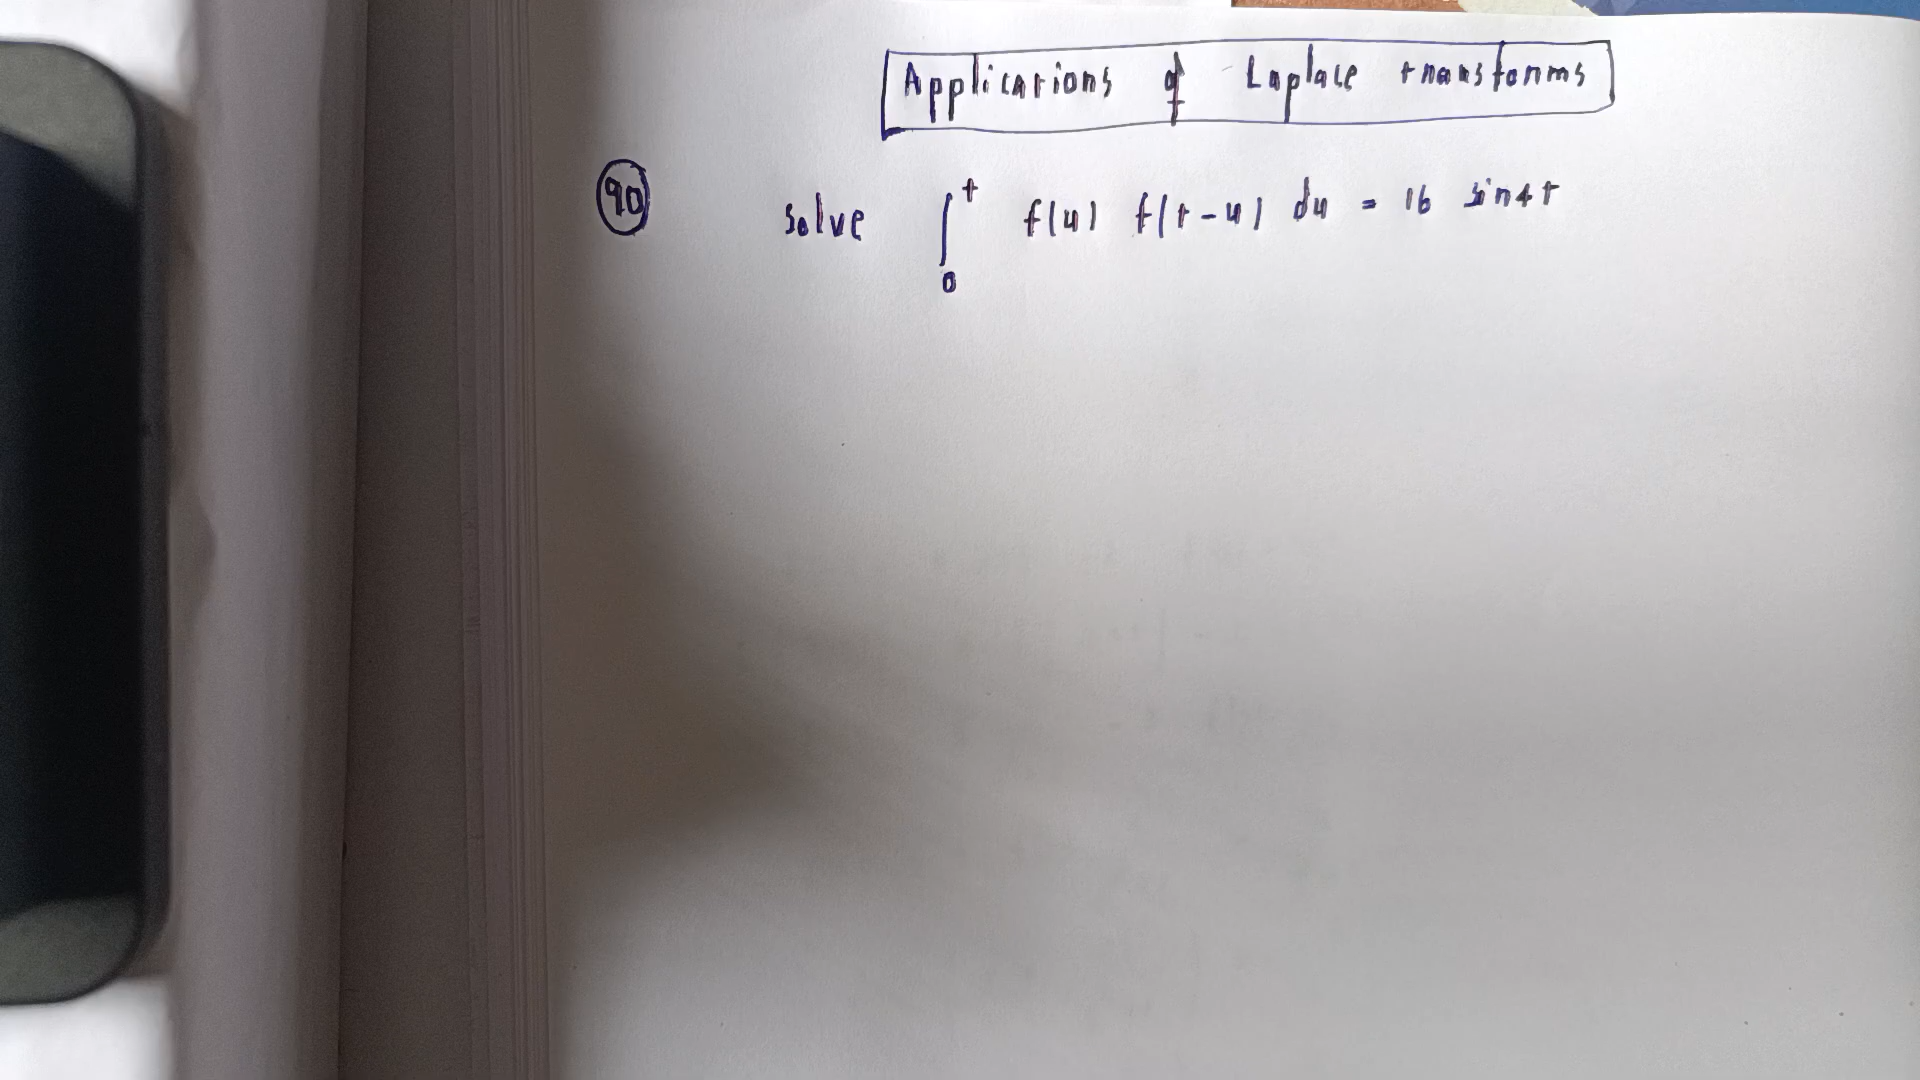 Applications of Laplace transforms
90 Solve ∫₀ᵗ f(u) f(t-u) du = 16 sin4t